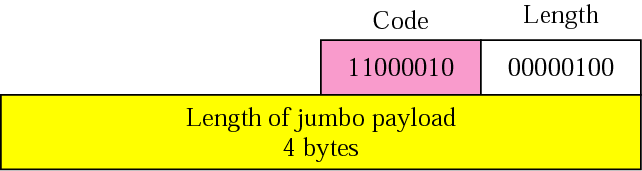 Code Length
11000010 00000100
Length of jumbo payload
4 bytes